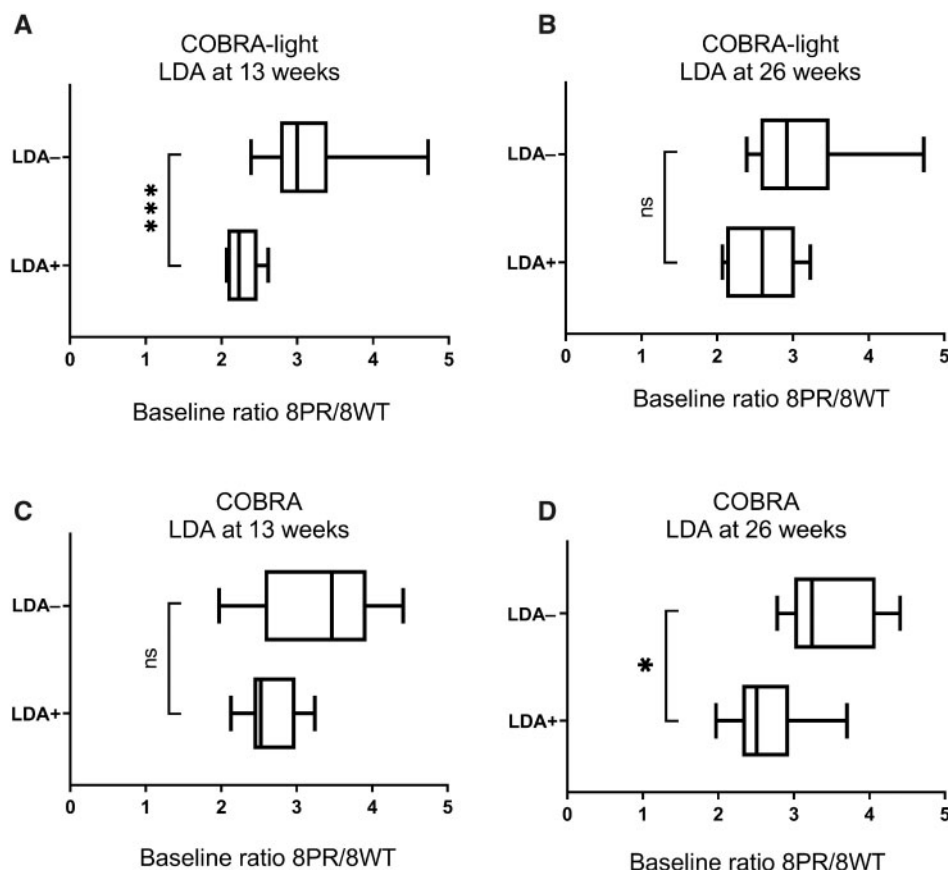 A
COBRA-light
LDA at 13 weeks
LDA–
***
LDA+
0 1 2 3 4 5
Baseline ratio 8PR/8WT
B
COBRA-light
LDA at 26 weeks
LDA–
ns
LDA+
0 1 2 3 4 5
Baseline ratio 8PR/8WT
C
COBRA
LDA at 13 weeks
LDA–
ns
LDA+
0 1 2 3 4 5
Baseline ratio 8PR/8WT
D
COBRA
LDA at 26 weeks
LDA–
*
LDA+
0 1 2 3 4 5
Baseline ratio 8PR/8WT